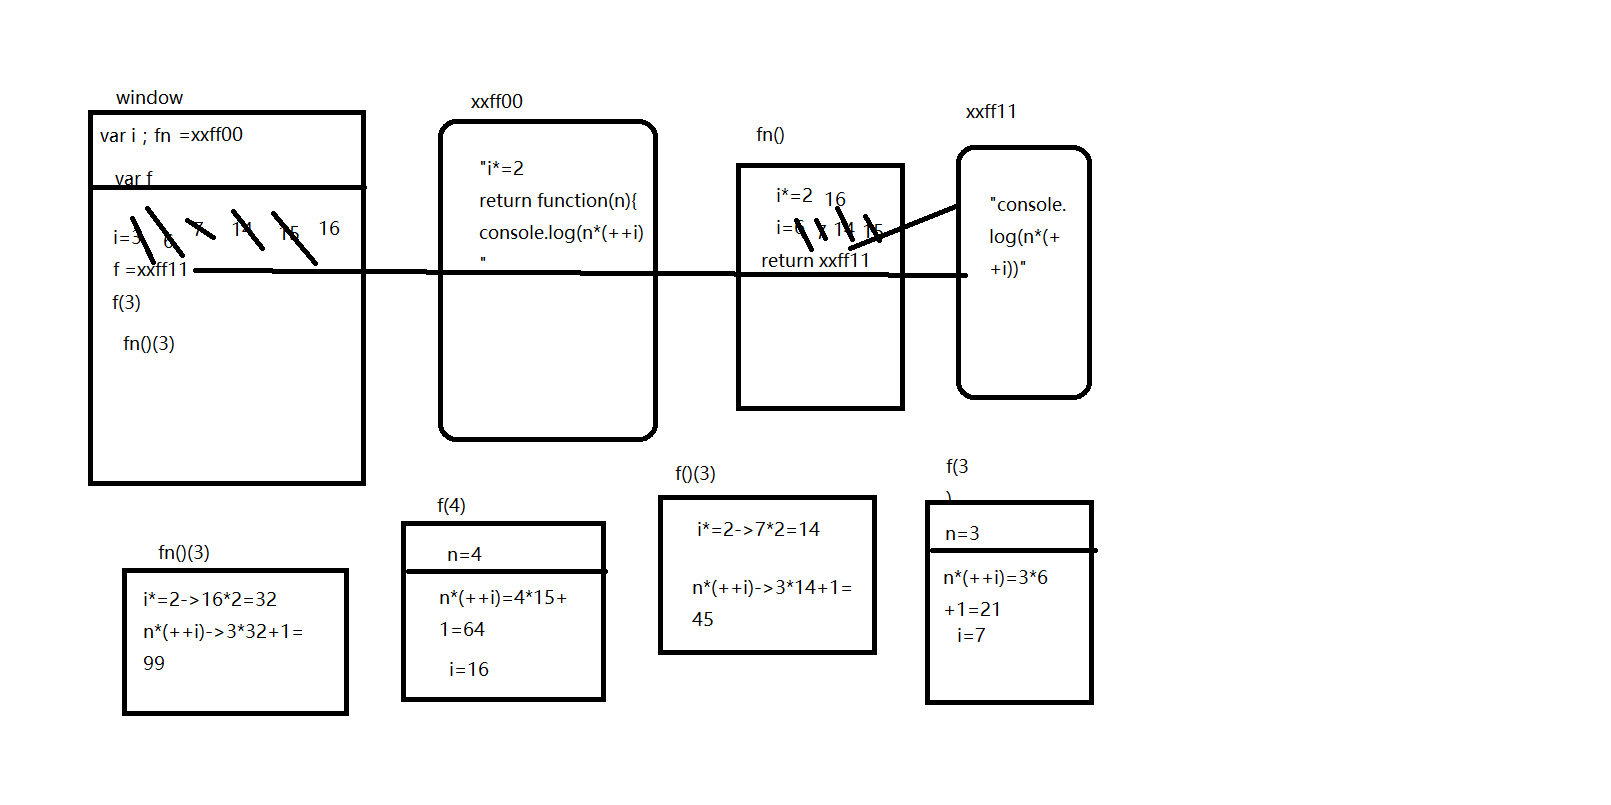 window
var i ; fn =xxff00
var f
i=3 6 7 14 15 16
f =xxff11
f(3)
fn()(3)
xxff00
"i*=2
return function(n){
console.log(n*(++i)
"
fn()
i*=2 16
i=6 7 14 15
return xxff11
xxff11
"console.
log(n*(+
+i))"
fn()(3)
i*=2->16*2=32
n*(++i)->3*32+1=
99
f(4)
n=4
n*(++i)=4*15+
1=64
i=16
f()(3)
i*=2->7*2=14
n*(++i)->3*14+1=
45
f(3
)
n=3
n*(++i)=3*6
+1=21
i=7